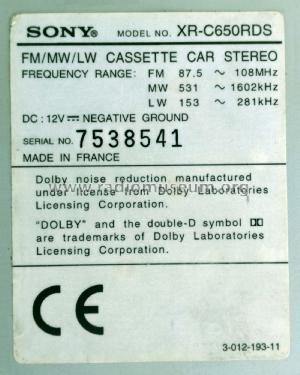 SONY® MODEL NO. XR-C650RDS
FM/MW/LW CASSETTE CAR STEREO
FREQUENCY RANGE: FM 87.5 ~ 108MHz
MW 531 ~ 1602kHz
LW 153 ~ 281kHz
DC : 12V⎓ NEGATIVE GROUND
SERIAL NO. 7538541
MADE IN FRANCE
www.radiomuseum.org
Dolby noise reduction manufactured
under license from Dolby Laboratories
Licensing Corporation.
"DOLBY" and the double-D symbol
are trademarks of Dolby Laboratories
Licensing Corporation.
CE
3-012-193-11